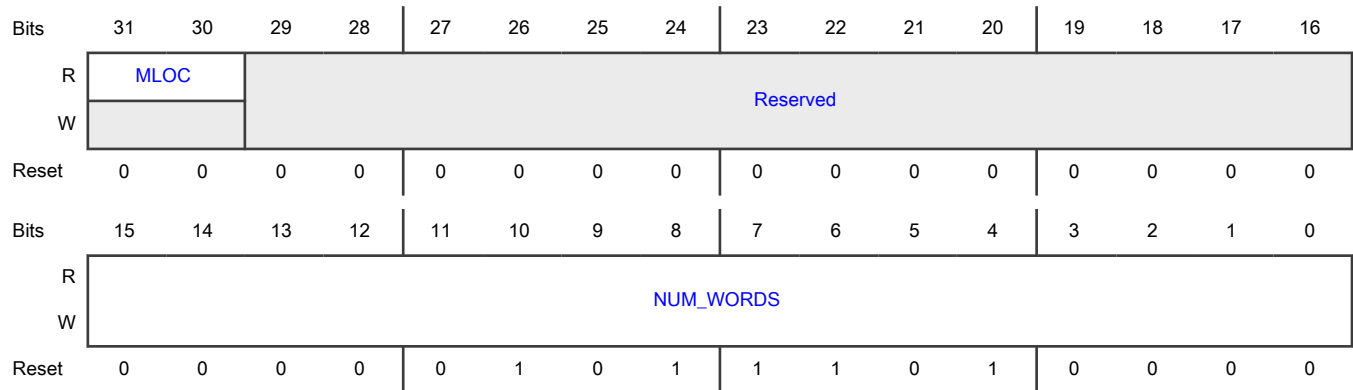 Bits 31 30 29 28 27 26 25 24 23 22 21 20 19 18 17 16
R MLOC Reserved
W
Reset 0 0 0 0 0 0 0 0 0 0 0 0 0 0 0 0
Bits 15 14 13 12 11 10 9 8 7 6 5 4 3 2 1 0
R NUM_WORDS
W
Reset 0 0 0 0 0 1 0 1 1 1 0 1 0 0 0 0